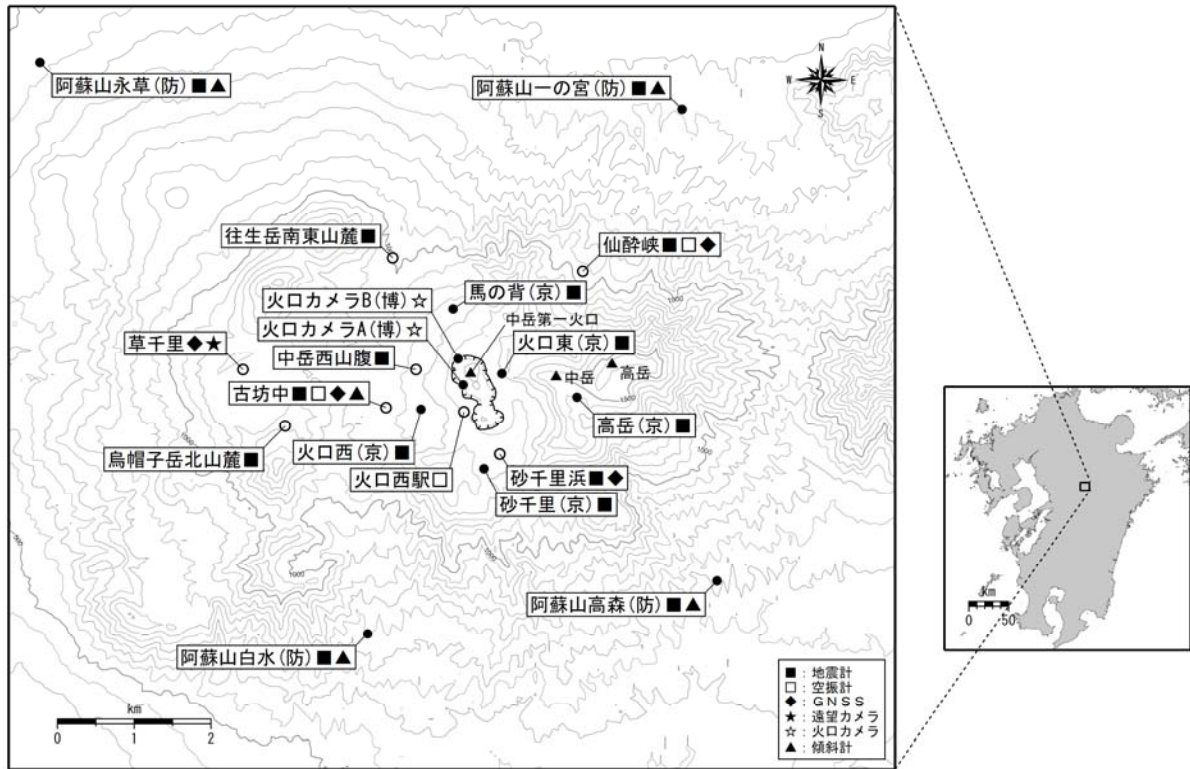 阿蘇山永草(防)■▲
阿蘇山一の宮(防)■▲
N
W E
S
往生岳南東山麓■
仙酔峡■□◆
馬の背(京)■
火口カメラB(博)☆
中岳第一火口
火口カメラA(博)☆
火口東(京)■
草千里◆★
中岳西山腹■
中岳
高岳
古坊中■□◆▲
高岳(京)■
烏帽子岳北山麓■
火口西(京)■
火口西駅□
砂千里浜■◆
砂千里(京)■
阿蘇山高森(防)■▲
阿蘇山白水(防)■▲
1000
1000
1500
1000
500
1000
km
0 1 2
■:地震計
□:空振計
◆:GNSS
★:遠望カメラ
☆:火口カメラ
▲:傾斜計
km
0 50